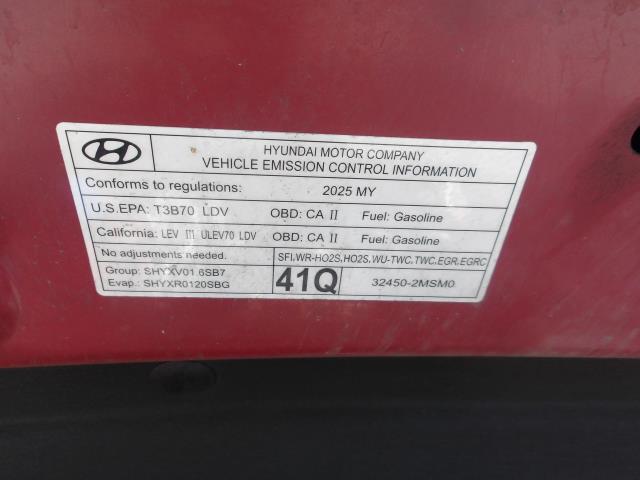 HYUNDAI MOTOR COMPANY
VEHICLE EMISSION CONTROL INFORMATION
Conforms to regulations: 2025 MY
U.S.EPA: T3B70 LDV OBD: CA II Fuel: Gasoline
California: LEV III ULEV70 LDV OBD: CA II Fuel: Gasoline
No adjustments needed. SFI,WR-HO2S,HO2S,WU-TWC,TWC,EGR,EGRC
Group: SHYXV01.6SB7 41Q 32450-2MSM0
Evap.: SHYXR0120SBG